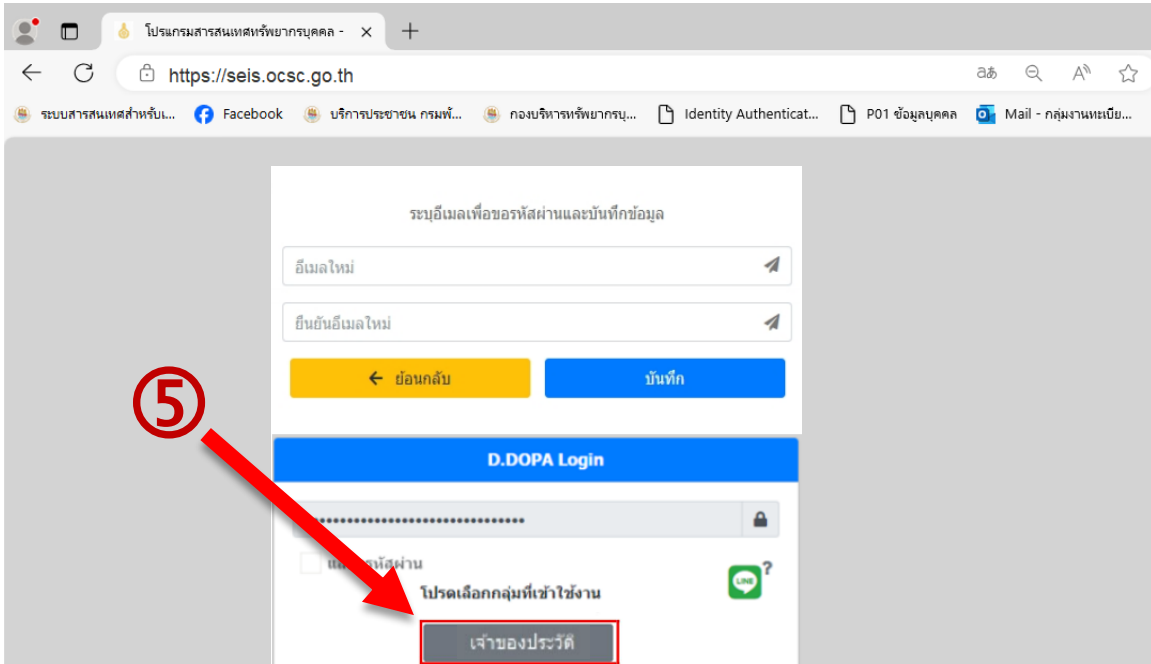 โปรแกรมสารสนเทศทรัพยากรบุคคล -
https://seis.ocsc.go.th
ระบบสารสนเทศสำหรับเ... Facebook บริการประชาชน กรมพั... กองบริหารทรัพยากรบุ... Identity Authenticat... P01 ข้อมูลบุคคล Mail - กลุ่มงานทะเบีย...
ระบุอีเมลเพื่อขอรหัสผ่านและบันทึกข้อมูล
อีเมลใหม่
ยืนยันอีเมลใหม่
ย้อนกลับ บันทึก
⑤
D.DOPA Login
รหัสผ่าน
LINE ?
โปรดเลือกกลุ่มที่เข้าใช้งาน
เจ้าของประวัติ